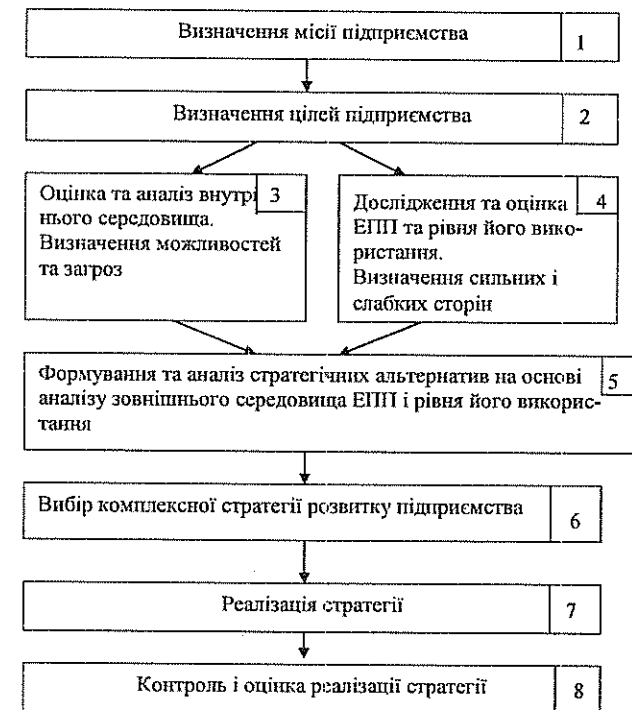 Визначення місії підприємства 1
Визначення цілей підприємства 2
Оцінка та аналіз внутрі 3
нього середовища.
Визначення можливостей
та загроз
4
Дослідження та оцінка
ЕПП та рівня його вико-
ристання.
Визначення сильних і
слабких сторін
Формування та аналіз стратегічних альтернатив на основі 5
аналізу зовнішнього середовища ЕПП і рівня його викорис-
тання
Вибір комплексної стратегії розвитку підприємства 6
Реалізація стратегії 7
Контроль і оцінка реалізації стратегії 8